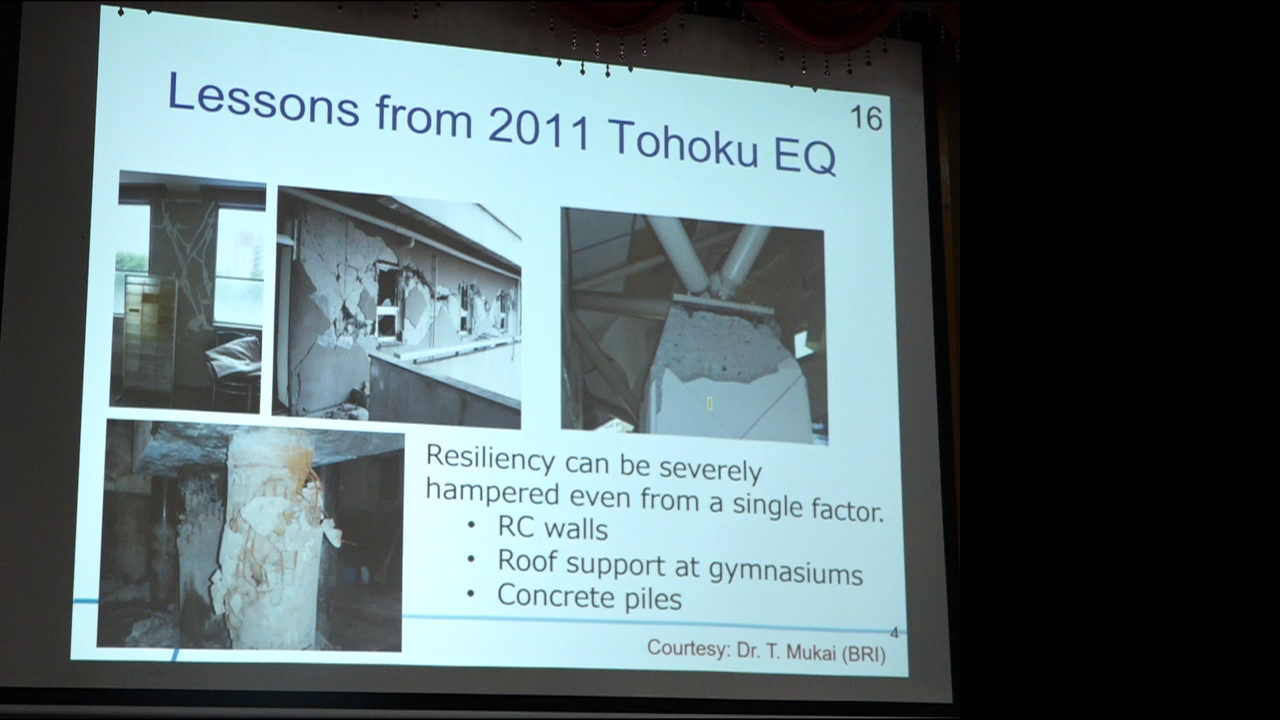 Lessons from 2011 Tohoku EQ
16
Resiliency can be severely
hampered even from a single factor.
• RC walls
• Roof support at gymnasiums
• Concrete piles
4
Courtesy: Dr. T. Mukai (BRI)